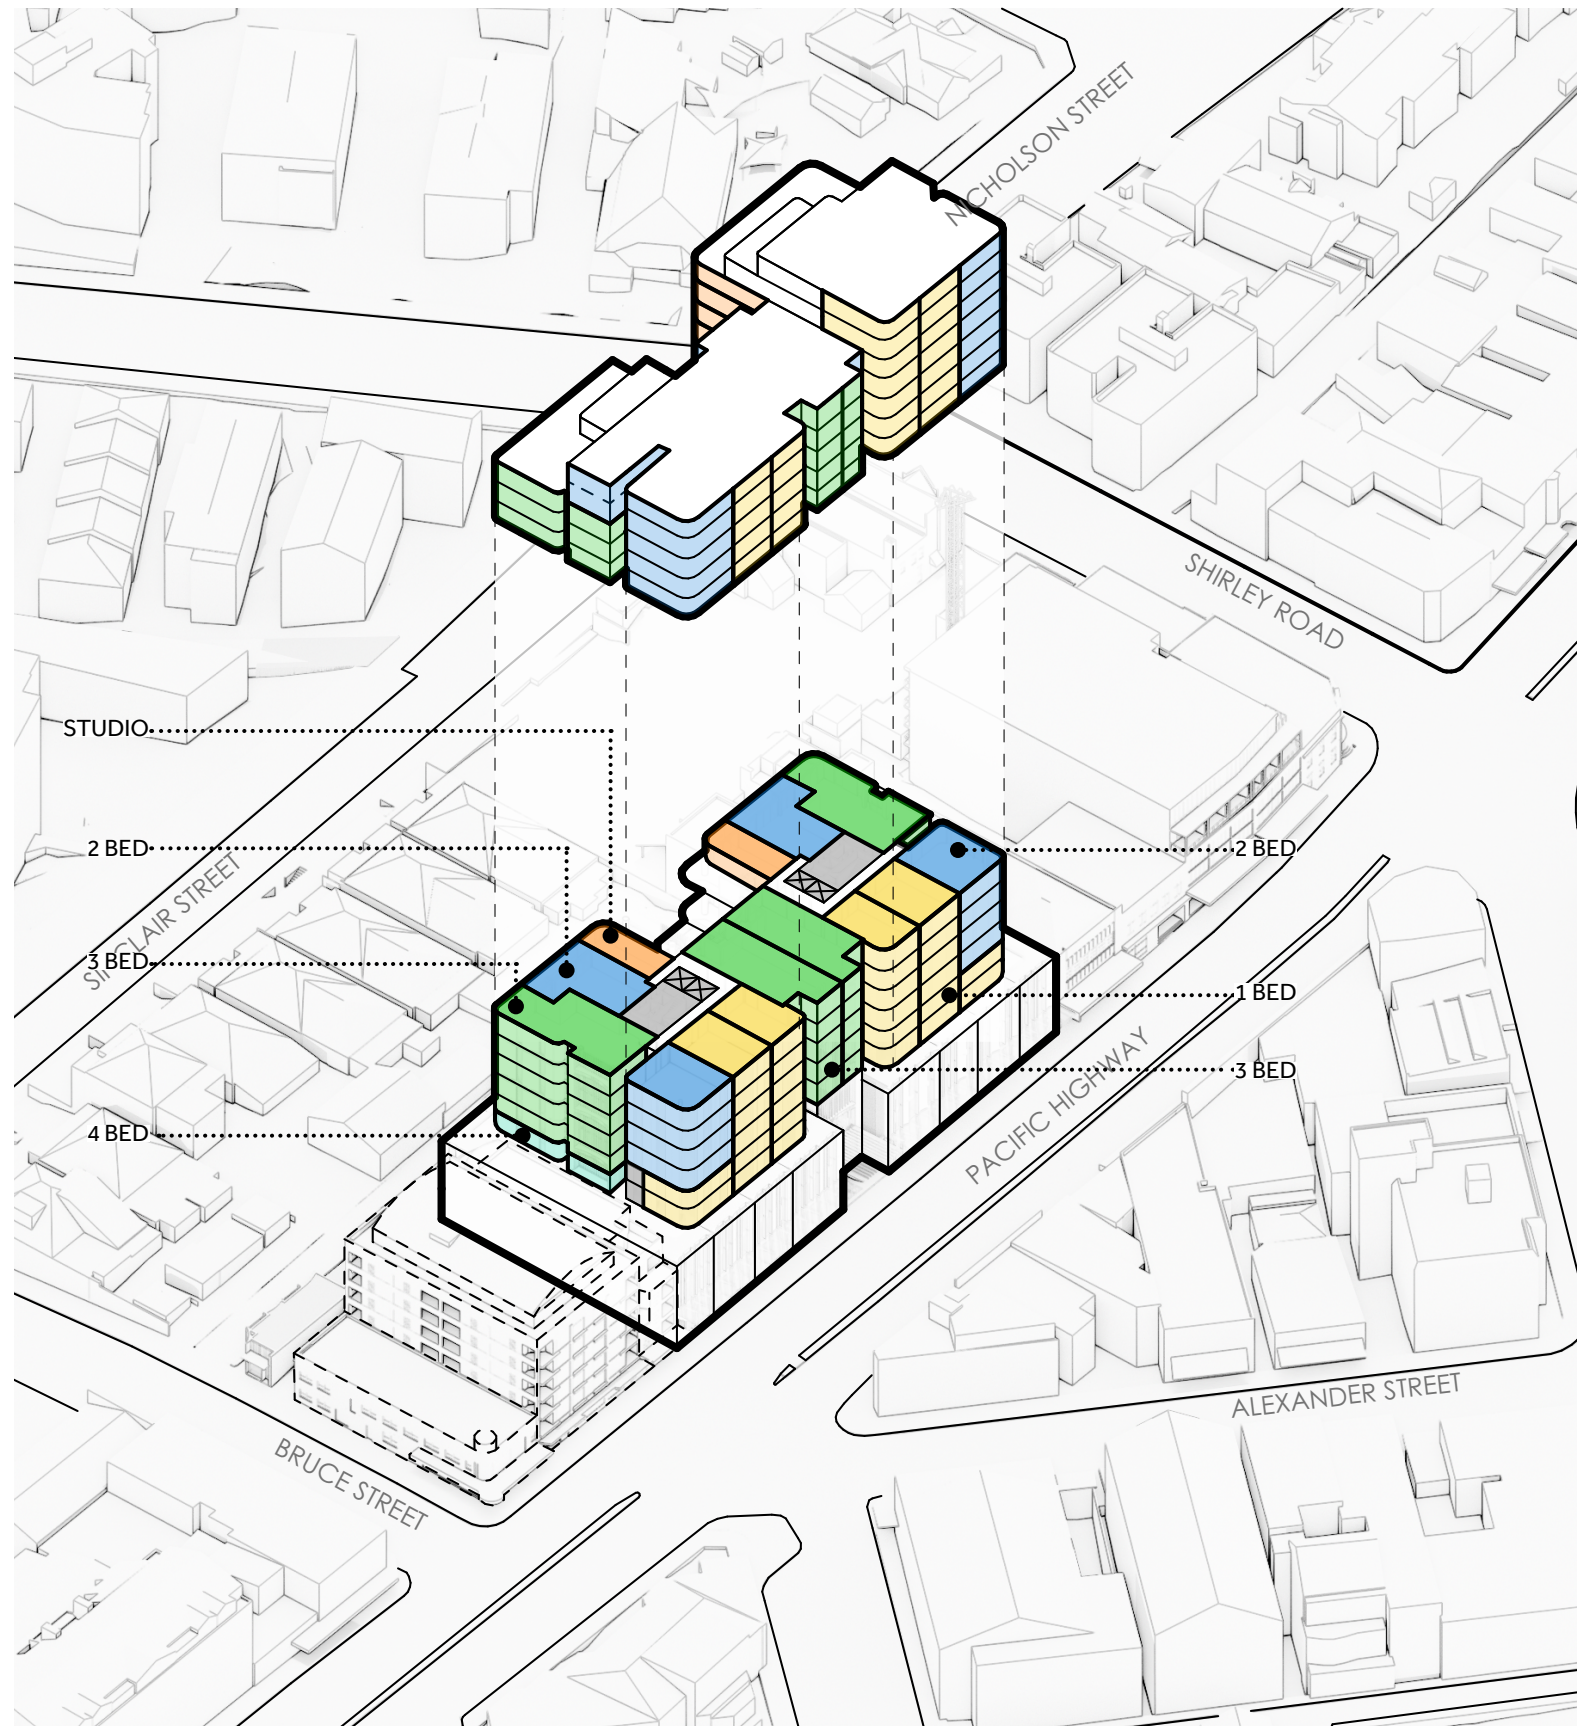 NICHOLSON STREET
SHIRLEY ROAD
STUDIO
2 BED
2 BED
SINCLAIR STREET
3 BED
1 BED
3 BED
PACIFIC HIGHWAY
4 BED
ALEXANDER STREET
BRUCE STREET